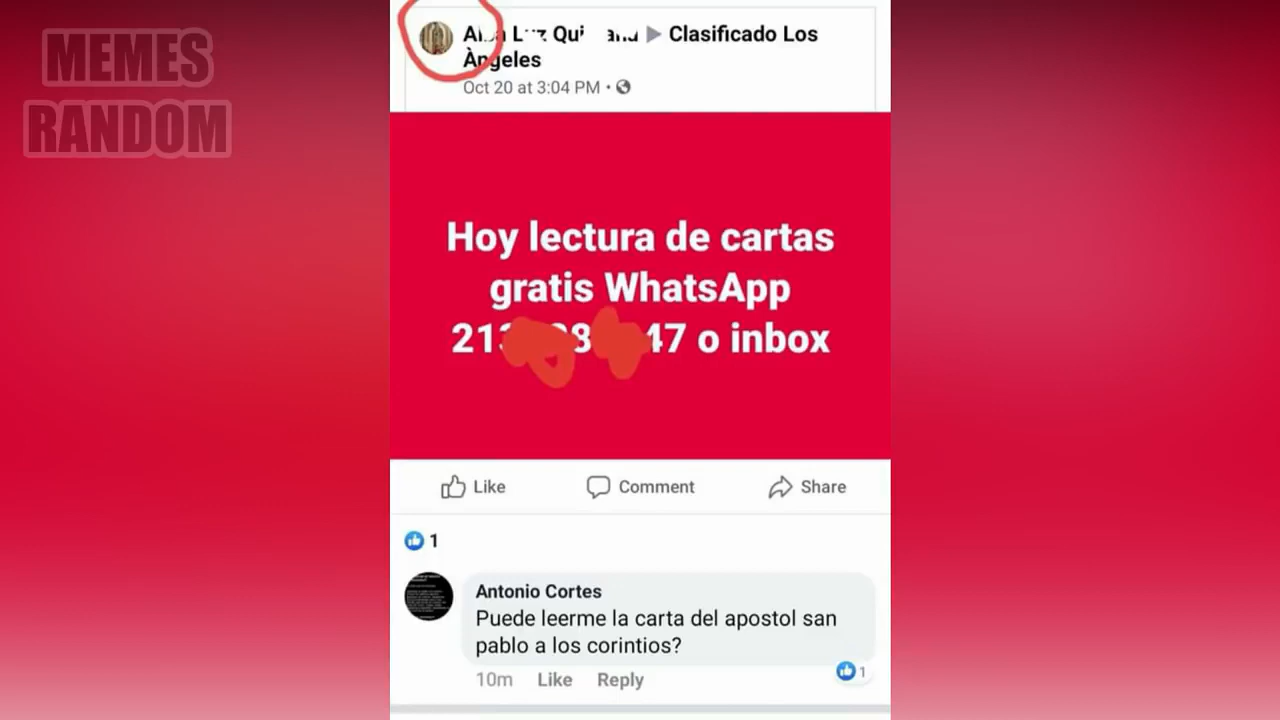 MEMES
RANDOM
Clasificado Los
Àngeles
Oct 20 at 3:04 PM
Hoy lectura de cartas
gratis WhatsApp
47 o inbox
Like
Comment
Share
1
Antonio Cortes
Puede leerme la carta del apostol san
pablo a los corintios?
1
10m Like Reply